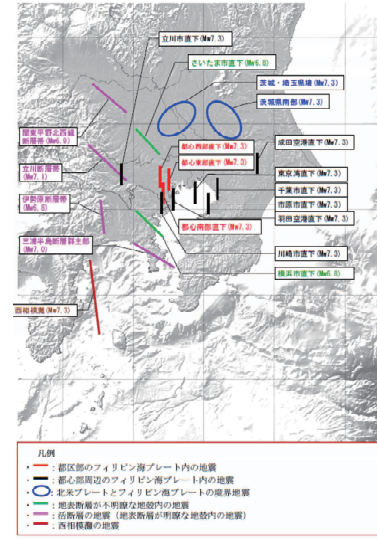 立川市直下(Mw7.3)
さいたま市直下(Mw6.8)
茨城・埼玉県境(Mw7.3)
茨城県南部(Mw7.3)
関東平野北西縁
断層帯(Mw6.9)
都心西部直下(Mw7.3)
都心東部直下(Mw7.3)
成田空港直下(Mw7.3)
立川断層帯
(Mw7.1)
東京湾直下(Mw7.3)
千葉市直下(Mw7.3)
伊勢原断層帯
(Mw6.8)
市原市直下(Mw7.3)
都心南部直下(Mw7.3)
羽田空港直下(Mw7.3)
三浦半島断層群主部
(Mw7.0)
川崎市直下(Mw7.3)
横浜市直下(Mw6.8)
西相模灘(Mw7.3)
凡例
・ : 都区部のフィリピン海プレート内の地震
・ : 都心部周辺のフィリピン海プレート内の地震
・ : 北米プレートとフィリピン海プレートの境界地震
・ : 地表断層が不明瞭な地殻内の地震
・ : 活断層の地震（地表断層が明瞭な地殻内の地震）
・ : 西相模灘の地震